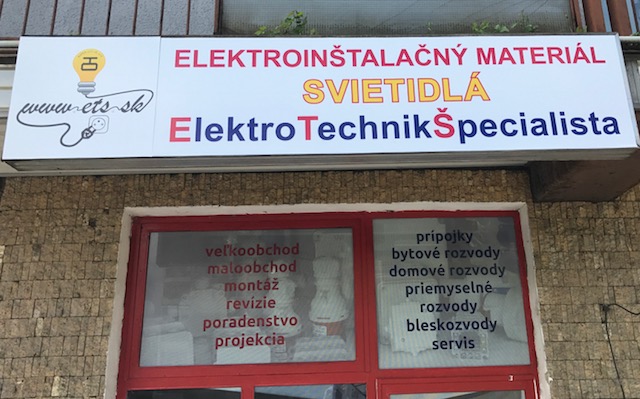 www-ets-sk
ELEKTROINŠTALAČNÝ MATERIÁL
SVIETIDLÁ
ElektroTechnikŠpecialista
veľkoobchod
maloobchod
montáž
revízie
poradenstvo
projekcia
prípojky
bytové rozvody
domové rozvody
priemyselné
rozvody
bleskozvody
servis